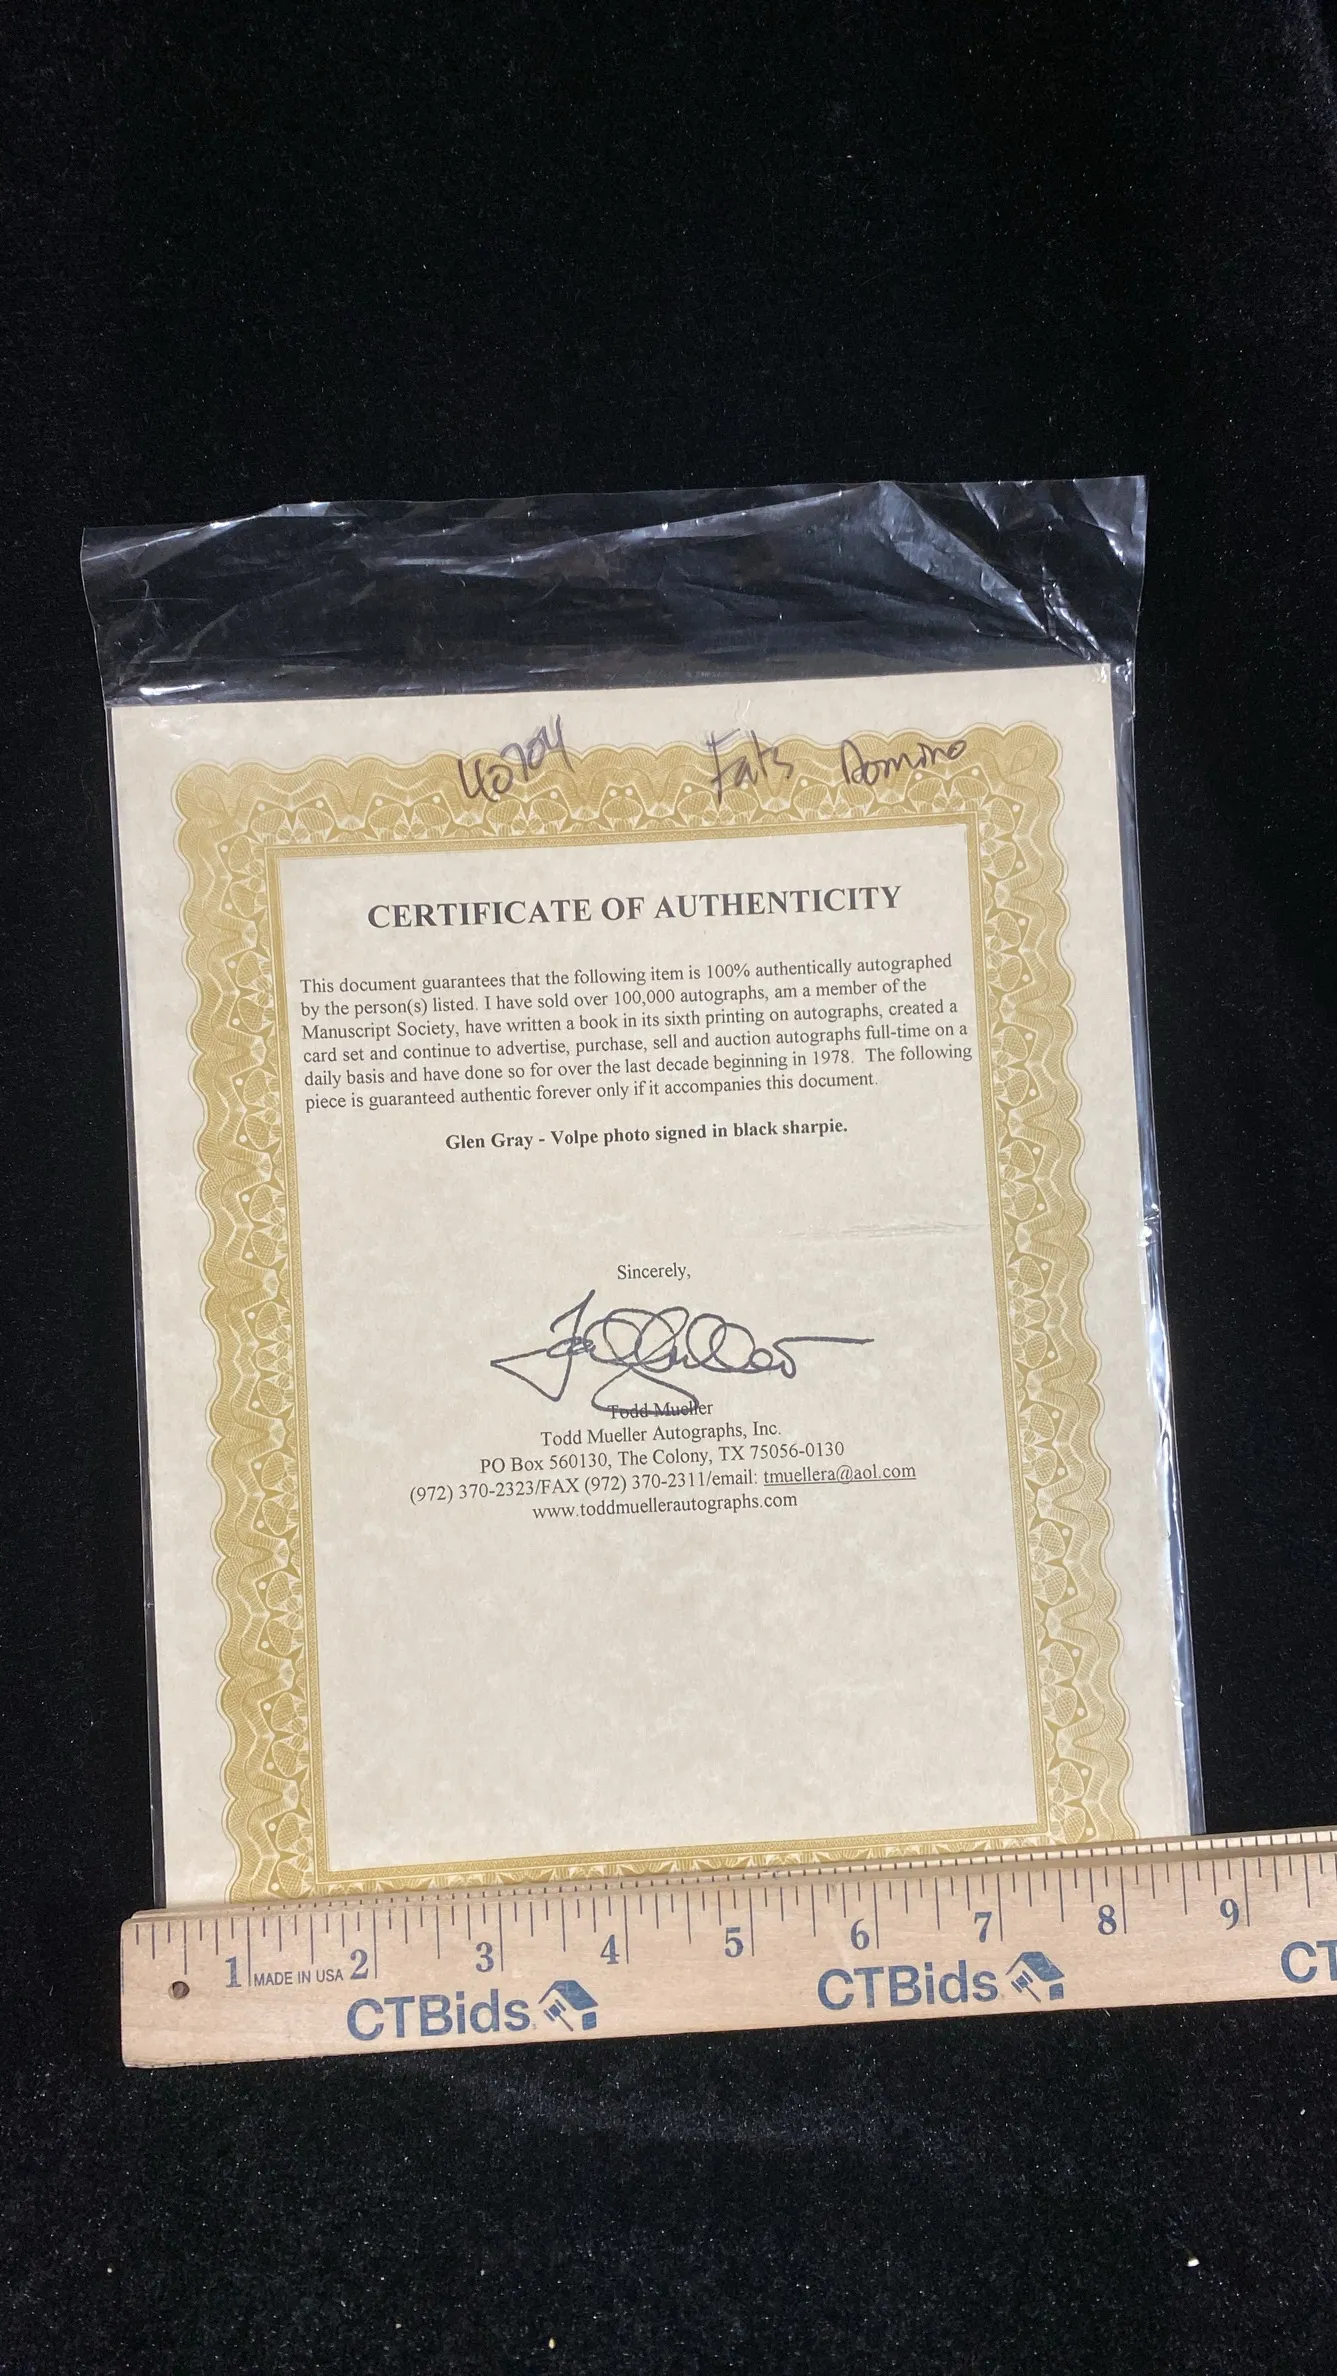 40704 Fats Domino
CERTIFICATE OF AUTHENTICITY
This document guarantees that the following item is 100% authentically autographed
by the person(s) listed. I have sold over 100,000 autographs, am a member of the
Manuscript Society, have written a book in its sixth printing on autographs, created a
card set and continue to advertise, purchase, sell and auction autographs full-time on a
daily basis and have done so for over the last decade beginning in 1978. The following
piece is guaranteed authentic forever only if it accompanies this document.
Glen Gray - Volpe photo signed in black sharpie.
Sincerely,
Todd Mueller
Todd Mueller Autographs, Inc.
PO Box 560130, The Colony, TX 75056-0130
(972) 370-2323/FAX (972) 370-2311/email: tmuellera@aol.com
www.toddmuellerautographs.com
1 MADE IN USA 2 3 4 5 6 7 8 9
CTBids CTBids CT